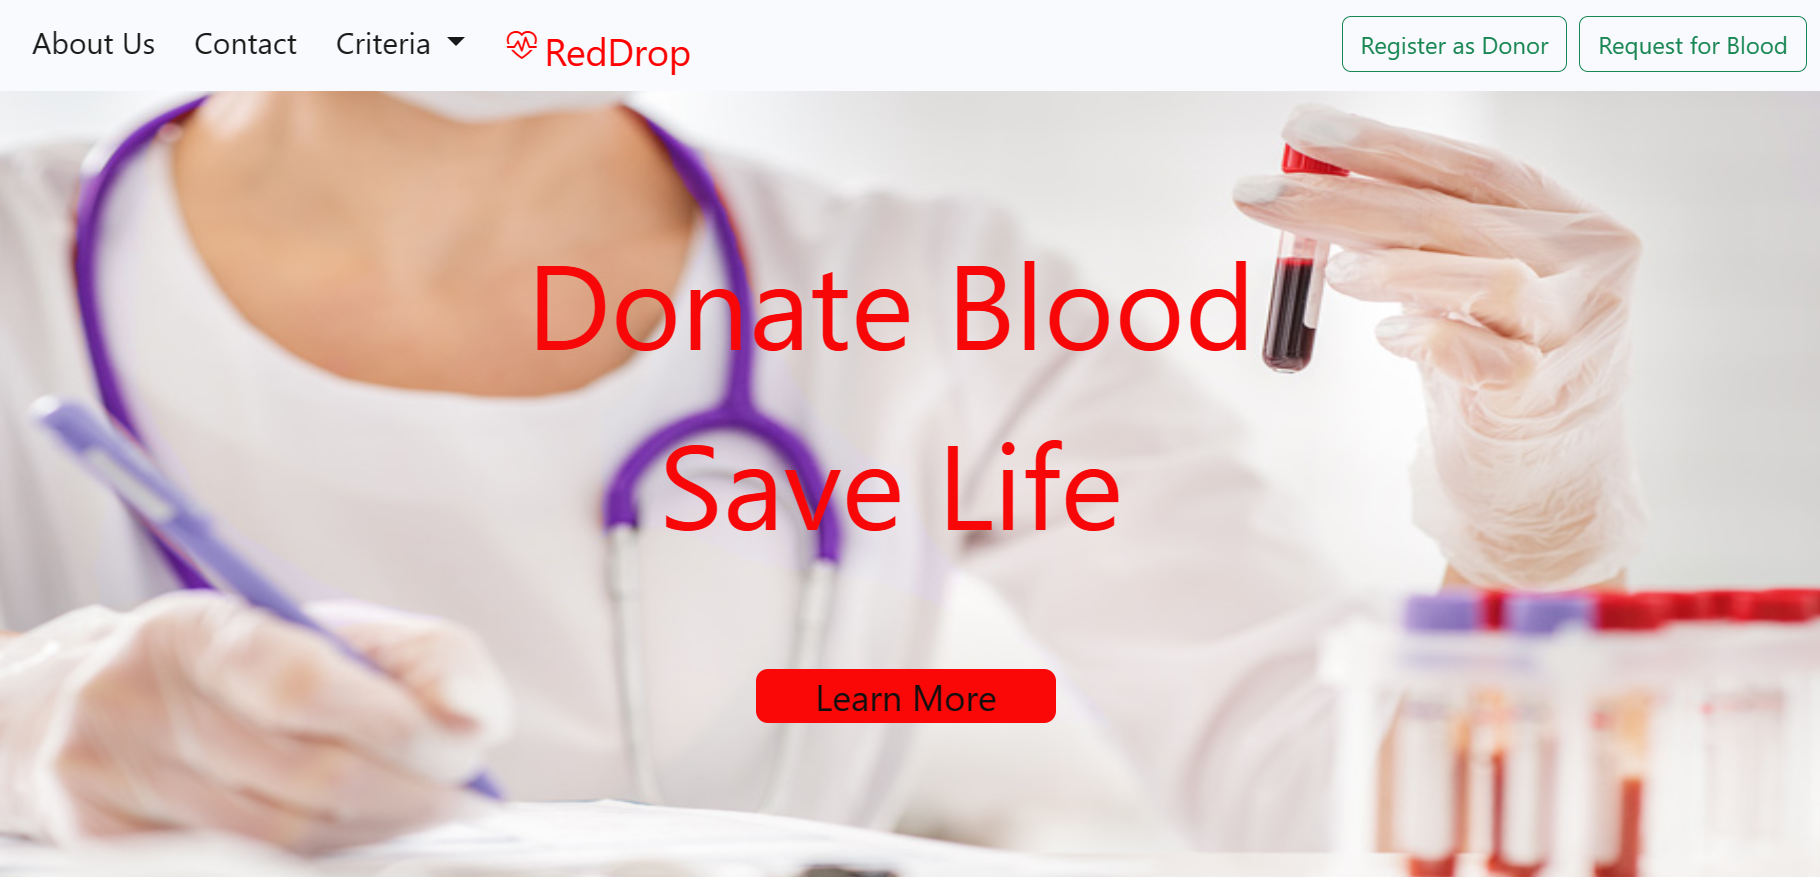 About Us Contact Criteria RedDrop Register as Donor Request for Blood
Donate Blood
Save Life
Learn More